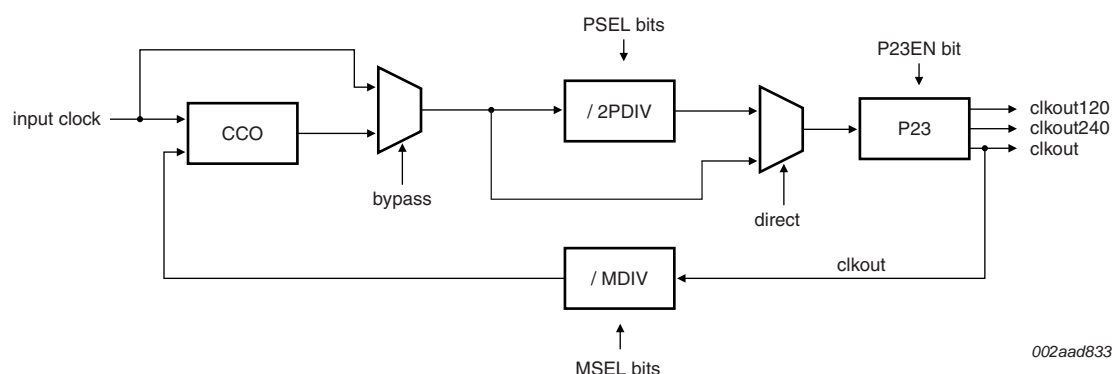 PSEL bits
P23EN bit
input clock
CCO
/ 2PDIV
P23
clkout120
clkout240
clkout
bypass
direct
/ MDIV
clkout
MSEL bits
002aad833